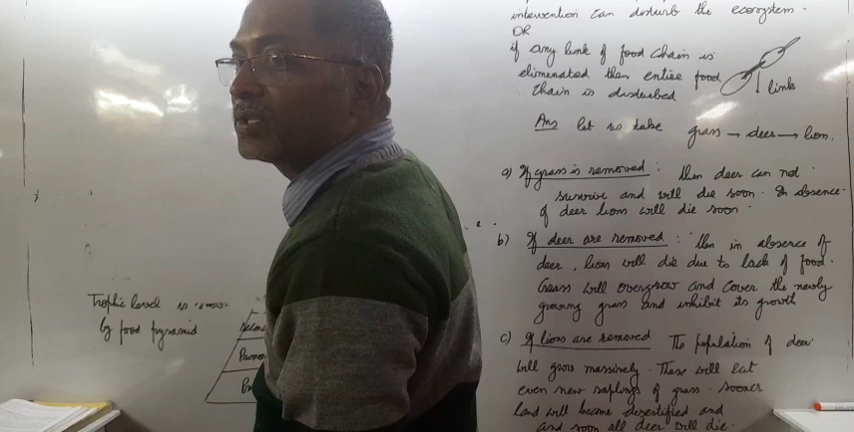 Trophic level is
by food pyramid
intervention can disturb the ecosystem.
OR
if any link of food chain is
eliminated then entire food
chain is disturbed
link
Ans let us take grass → deer → lion.
a) If grass is removed : then deer can not
survive and will die soon. In absence
of deer lion will die soon
b) If deer are removed : then in absence of
deer, lion will die due to lack of food.
Grass will overgrow and cover the newly
growing grass and inhibit its growth
c) If lions are removed The population of deer
will grow massively. These will eat
even new saplings of grass. sooner
land will become desertified and
and soon all deer will die.